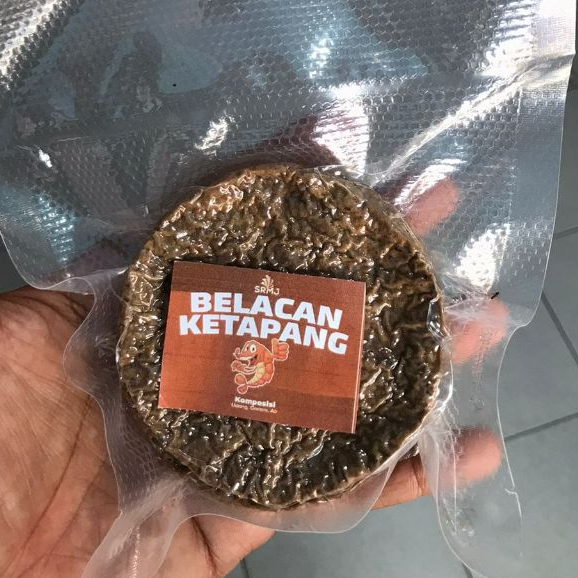 SRMJ
BELACAN
KETAPANG
Komposisi
Udang, Garam, Air